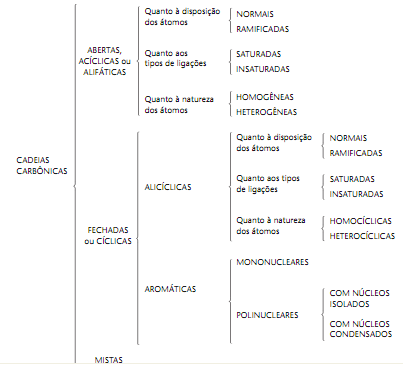 CADEIAS
CARBÔNICAS
ABERTAS,
ACÍCLICAS ou
ALIFÁTICAS
Quanto à disposição
dos átomos
NORMAIS
RAMIFICADAS
Quanto aos
tipos de ligações
SATURADAS
INSATURADAS
Quanto à natureza
dos átomos
HOMOGÊNEAS
HETEROGÊNEAS
FECHADAS
ou CÍCLICAS
ALICÍCLICAS
Quanto à disposição
dos átomos
NORMAIS
RAMIFICADAS
Quanto aos tipos
de ligações
SATURADAS
INSATURADAS
Quanto à natureza
dos átomos
HOMOCÍCLICAS
HETEROCÍCLICAS
AROMÁTICAS
MONONUCLEARES
POLINUCLEARES
COM NÚCLEOS
ISOLADOS
COM NÚCLEOS
CONDENSADOS
MISTAS